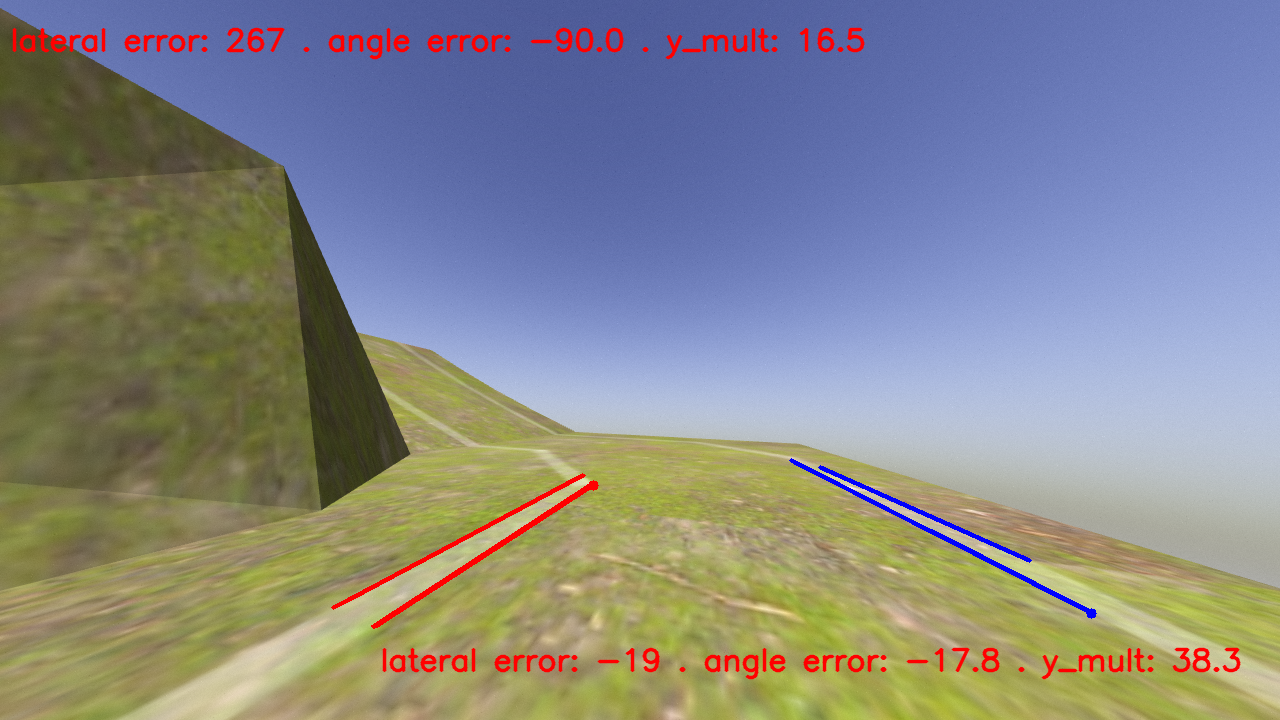 lateral error: 267 . angle error: −90.0 . y_mult: 16.5
lateral error: −19 . angle error: −17.8 . y_mult: 38.3